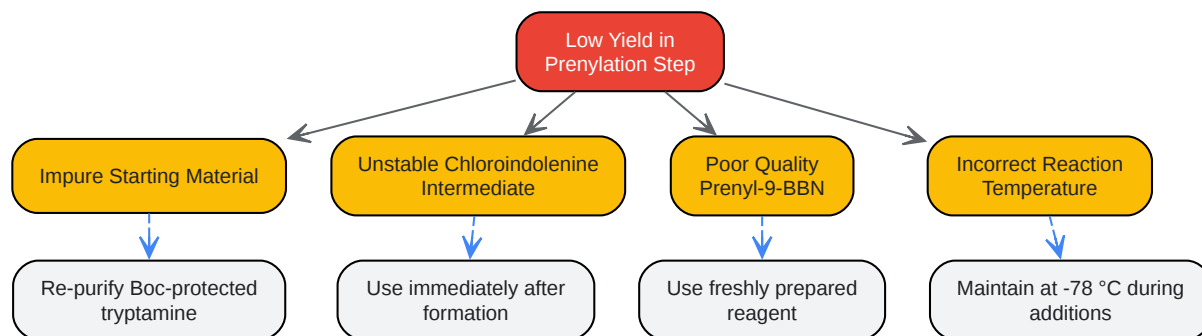 Low Yield in
Prenylation Step
Impure Starting Material
Unstable Chloroindolenine
Intermediate
Poor Quality
Prenyl-9-BBN
Incorrect Reaction
Temperature
Re-purify Boc-protected
tryptamine
Use immediately after
formation
Use freshly prepared
reagent
Maintain at -78 °C during
additions